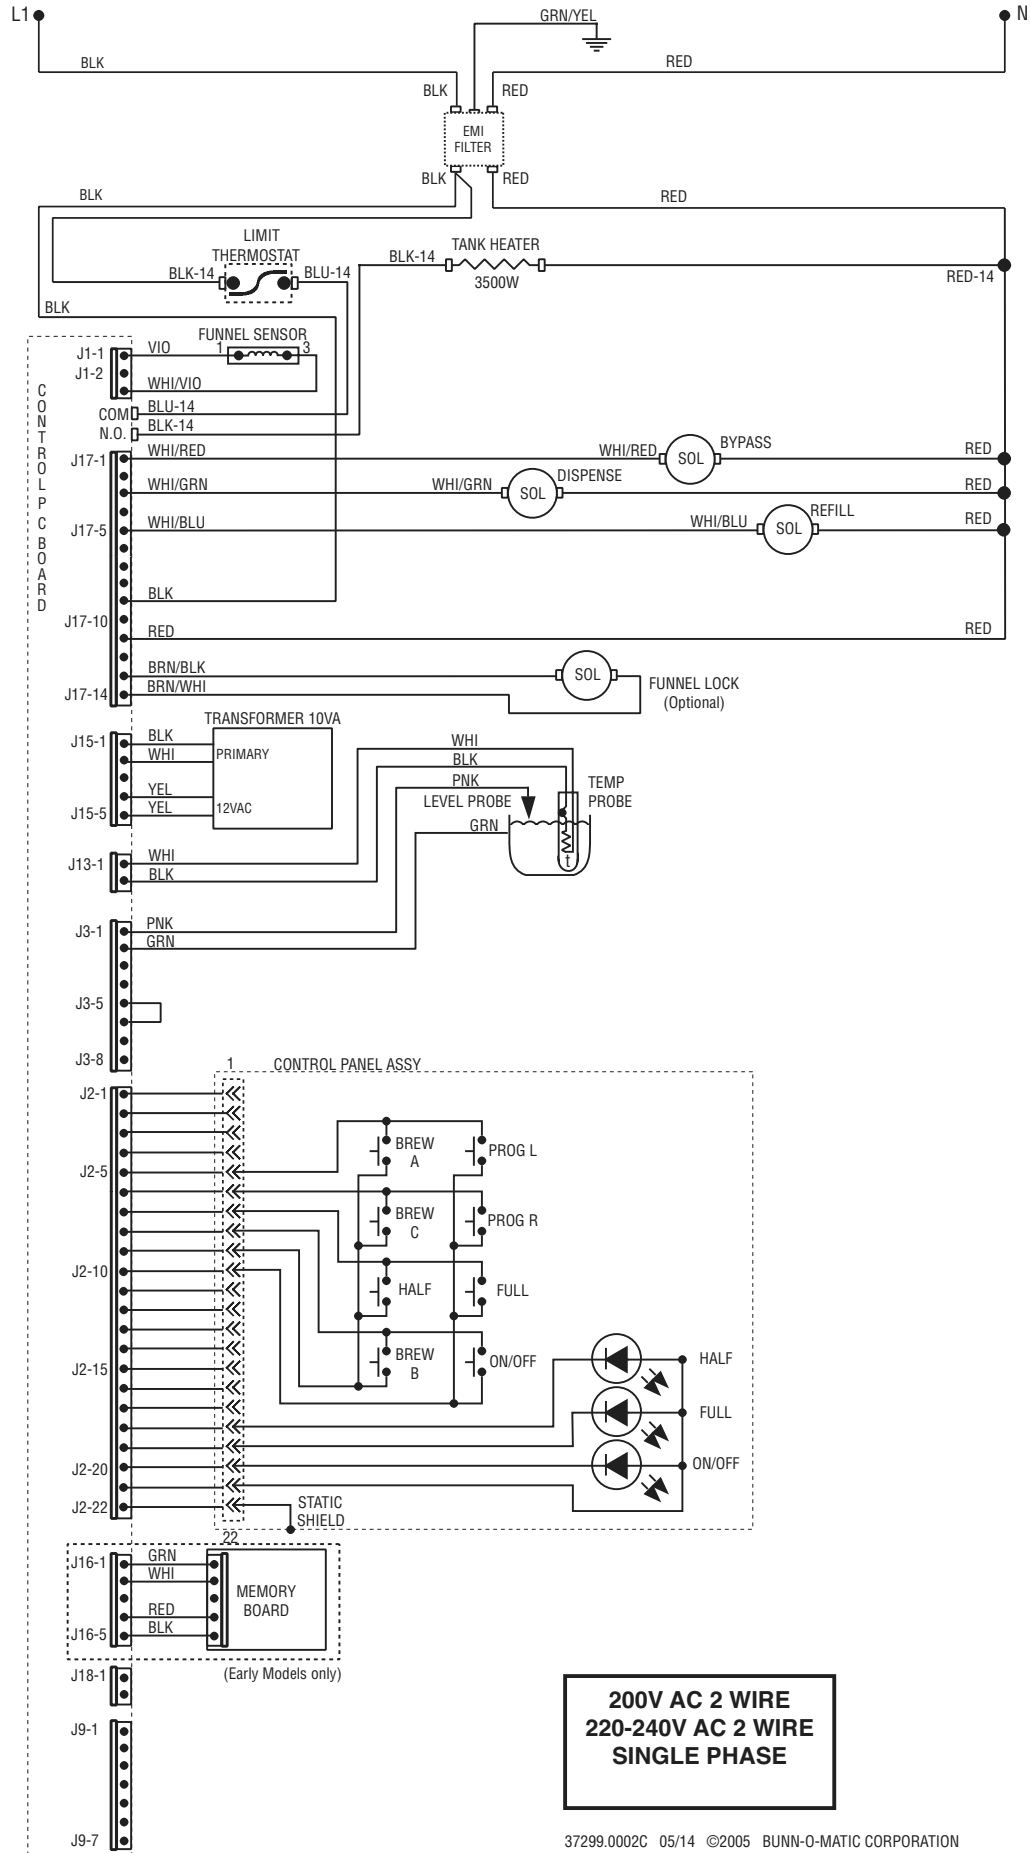 L1
GRN/YEL
N
BLK
RED
BLK
RED
EMI
FILTER
BLK
RED
BLK
RED
LIMIT
THERMOSTAT
BLK-14
BLU-14
BLK-14
TANK HEATER
3500W
RED-14
BLK
CONTROL PC BOARD
J1-1
VIO
FUNNEL SENSOR
1
3
J1-2
WHI/VIO
COM
BLU-14
N.O.
BLK-14
J17-1
WHI/RED
WHI/RED
SOL
BYPASS
RED
WHI/GRN
WHI/GRN
SOL
DISPENSE
RED
J17-5
WHI/BLU
WHI/BLU
SOL
REFILL
RED
BLK
J17-10
RED
RED
BRN/BLK
SOL
FUNNEL LOCK
(Optional)
J17-14
BRN/WHI
TRANSFORMER 10VA
J15-1
BLK
WHI
PRIMARY
YEL
J15-5
YEL
12VAC
WHI
BLK
PNK
LEVEL PROBE
GRN
TEMP
PROBE
t
J13-1
WHI
BLK
J3-1
PNK
GRN
J3-5
J3-8
1
CONTROL PANEL ASSY
J2-1
J2-5
BREW
A
PROG L
BREW
C
PROG R
J2-10
HALF
FULL
BREW
B
ON/OFF
J2-15
HALF
FULL
ON/OFF
J2-20
J2-22
STATIC
SHIELD
22
J16-1
GRN
WHI
RED
J16-5
BLK
MEMORY
BOARD
(Early Models only)
J18-1
J9-1
J9-7
200V AC 2 WIRE
220-240V AC 2 WIRE
SINGLE PHASE
37299.0002C 05/14 ©2005 BUNN-O-MATIC CORPORATION